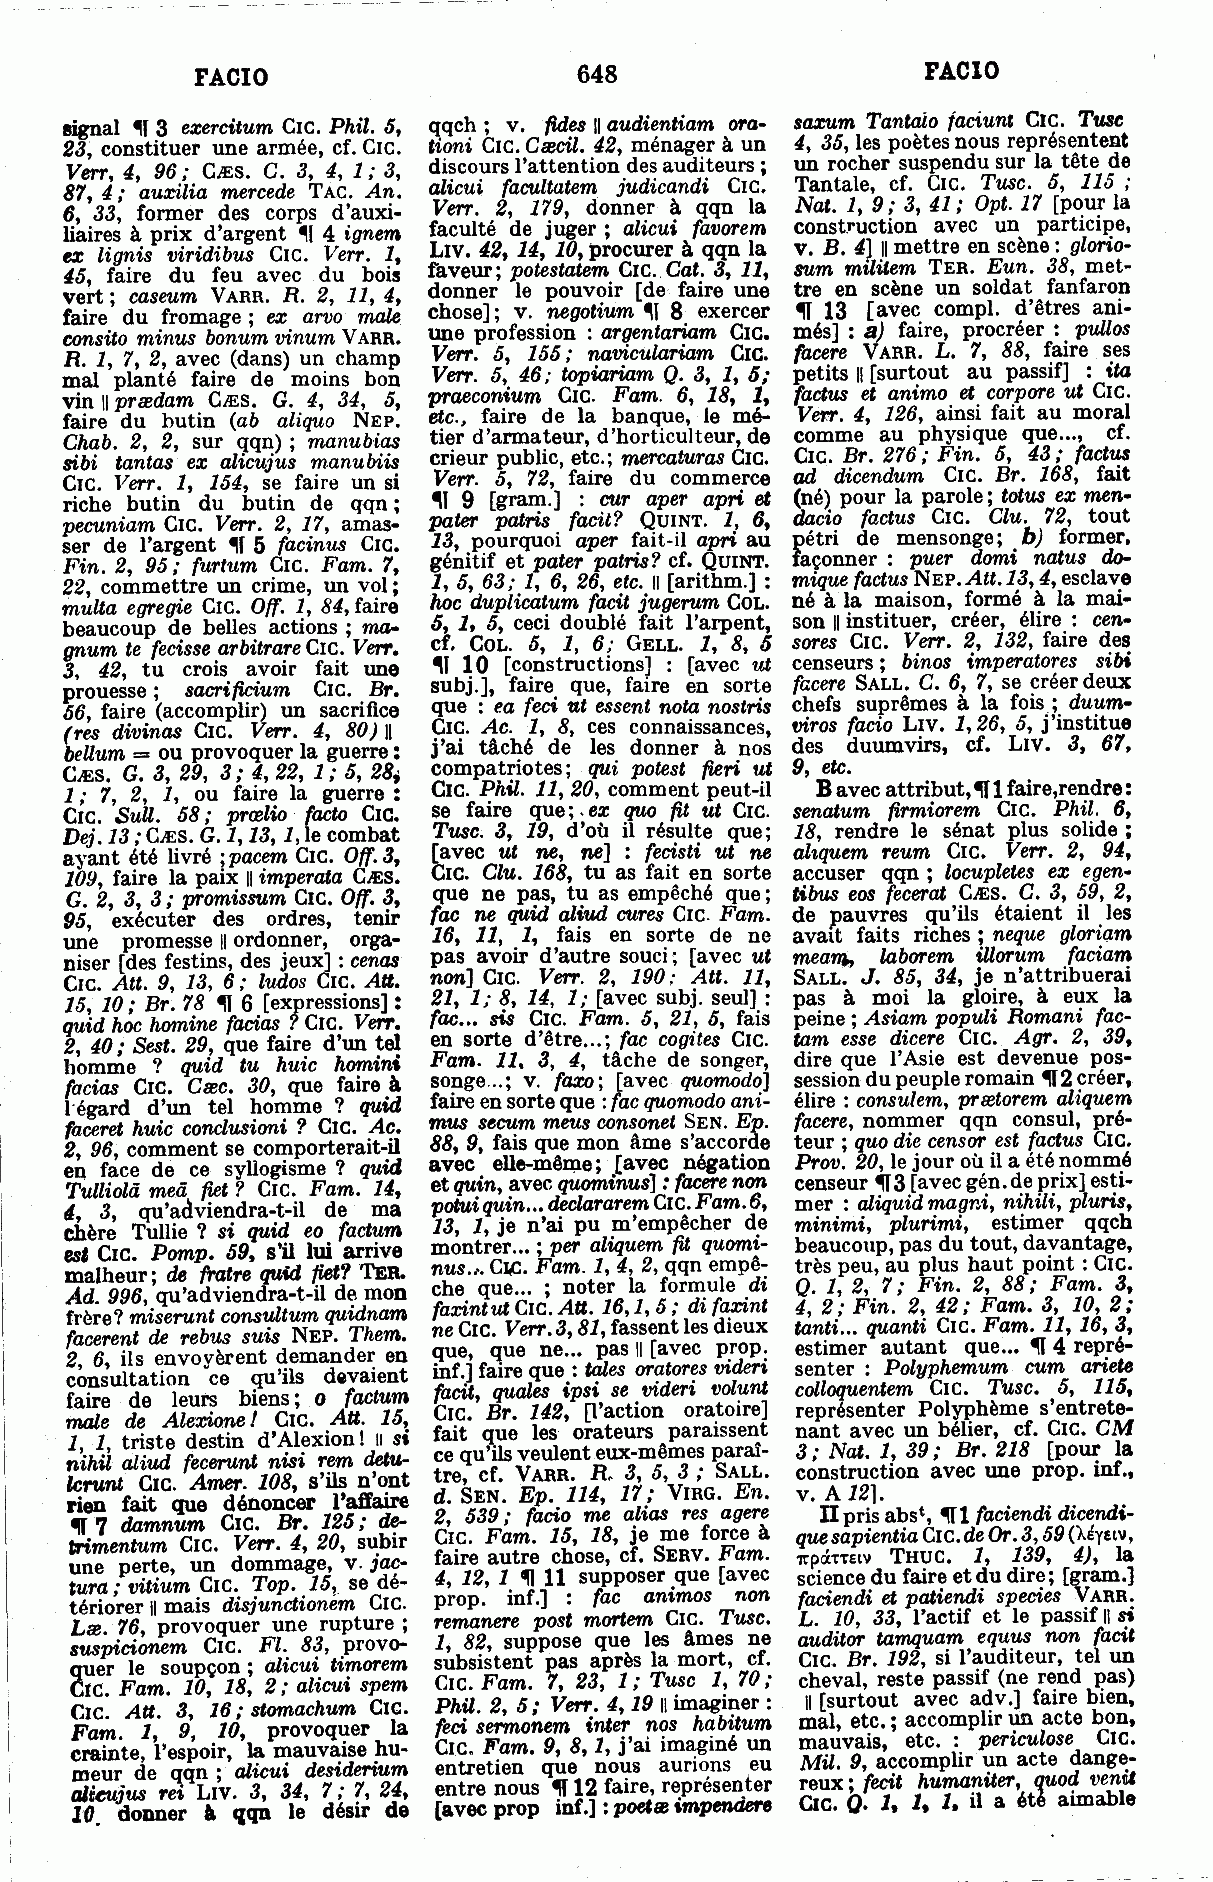 FACIO
648
FACIO
signal ¶ 3 exercitum Cic. Phil. 5,
23, constituer une armée, cf. Cic.
Verr, 4, 96 ; Cæs. C. 3, 4, 1 ; 3,
87, 4 ; auxilia mercede Tac. An.
6, 33, former des corps d'auxi-
liaires à prix d'argent ¶ 4 ignem
ex lignis viridibus Cic. Verr. 1,
45, faire du feu avec du bois
vert ; caseum Varr. R. 2, 11, 4,
faire du fromage ; ex arvo male
consito minus bonum vinum Varr.
R. 1, 7, 2, avec (dans) un champ
mal planté faire de moins bon
vin || prædam Cæs. G. 4, 34, 5,
faire du butin (ab aliquo Nep.
Chab. 2, 2, sur qqn) ; manubias
sibi tantas ex alicujus manubiis
Cic. Verr. 1, 154, se faire un si
riche butin du butin de qqn ;
pecuniam Cic. Verr. 2, 17, amas-
ser de l'argent ¶ 5 facinus Cic.
Fin. 2, 95 ; furtum Cic. Fam. 7,
22, commettre un crime, un vol ;
multa egregie Cic. Off. 1, 84, faire
beaucoup de belles actions ; ma-
gnum te fecisse arbitrare Cic. Verr.
3, 42, tu crois avoir fait une
prouesse ; sacrificium Cic. Br.
56, faire (accomplir) un sacrifice
(res divinas Cic. Verr. 4, 80) ||
bellum = ou provoquer la guerre :
Cæs. G. 3, 29, 3 ; 4, 22, 1 ; 5, 28,
1 ; 7, 2, 1, ou faire la guerre :
Cic. Sull. 58 ; prœlio facto Cic.
Dej. 13 ; Cæs. G. 1, 13, 1, le combat
ayant été livré ; pacem Cic. Off. 3,
109, faire la paix || imperata Cæs.
G. 2, 3, 3 ; promissum Cic. Off. 3,
95, exécuter des ordres, tenir
une promesse || ordonner, orga-
niser [des festins, des jeux] : cenas
Cic. Att. 9, 13, 6 ; ludos Cic. Att.
15, 10 ; Br. 78 ¶ 6 [expressions] :
quid hoc homine facias ? Cic. Verr.
2, 40 ; Sest. 29, que faire d'un tel
homme ? quid tu huic homini
facias Cic. Cæc. 30, que faire à
l'égard d'un tel homme ? quid
faceret huic conclusioni ? Cic. Ac.
2, 96, comment se comporterait-il
en face de ce syllogisme ? quid
Tulliolā meā fiet ? Cic. Fam. 14,
4, 3, qu'adviendra-t-il de ma
chère Tullie ? si quid eo factum
est Cic. Pomp. 59, s'il lui arrive
malheur ; de fratre quid fiet? Ter.
Ad. 996, qu'adviendra-t-il de mon
frère? miserunt consultum quidnam
facerent de rebus suis Nep. Them.
2, 6, ils envoyèrent demander en
consultation ce qu'ils devaient
faire de leurs biens ; o factum
male de Alexione ! Cic. Att. 15,
1, 1, triste destin d'Alexion ! || si
nihil aliud fecerunt nisi rem detu-
lerunt Cic. Amer. 108, s'ils n'ont
rien fait que dénoncer l'affaire
¶ 7 damnum Cic. Br. 125 ; de-
trimentum Cic. Verr. 4, 20, subir
une perte, un dommage, v. jac-
tura ; vitium Cic. Top. 15, se dé-
tériorer || mais disjunctionem Cic.
Læ. 76, provoquer une rupture ;
suspicionem Cic. Fl. 83, provo-
quer le soupçon ; alicui timorem
Cic. Fam. 10, 18, 2 ; alicui spem
Cic. Att. 3, 16 ; stomachum Cic.
Fam. 1, 9, 10, provoquer la
crainte, l'espoir, la mauvaise hu-
meur de qqn ; alicui desiderium
alicujus rei Liv. 3, 34, 7 ; 7, 24,
10, donner à qqn le désir de
qqch ; v. fides || audientiam ora-
tioni Cic. Cæcil. 42, ménager à un
discours l'attention des auditeurs ;
alicui facultatem judicandi Cic.
Verr. 2, 179, donner à qqn la
faculté de juger ; alicui favorem
Liv. 42, 14, 10, procurer à qqn la
faveur ; potestatem Cic. Cat. 3, 11,
donner le pouvoir [de faire une
chose] ; v. negotium ¶ 8 exercer
une profession : argentariam Cic.
Verr. 5, 155 ; naviculariam Cic.
Verr. 5, 46 ; topiariam Q. 3, 1, 5 ;
praeconium Cic. Fam. 6, 18, 1,
etc., faire de la banque, le mé-
tier d'armateur, d'horticulteur, de
crieur public, etc. ; mercaturas Cic.
Verr. 5, 72, faire du commerce
¶ 9 [gram.] : cur aper apri et
pater patris facit? Quint. 1, 6,
13, pourquoi aper fait-il apri au
génitif et pater patris? cf. Quint.
1, 5, 63 ; 1, 6, 26, etc. || [arithm.] :
hoc duplicatum facit jugerum Col.
5, 1, 5, ceci doublé fait l'arpent,
cf. Col. 5, 1, 6 ; Gell. 1, 8, 5
¶ 10 [constructions] : [avec ut
subj.], faire que, faire en sorte
que : ea feci ut essent nota nostris
Cic. Ac. 1, 8, ces connaissances,
j'ai tâché de les donner à nos
compatriotes ; qui potest fieri ut
Cic. Phil. 11, 20, comment peut-il
se faire que ; ex quo fit ut Cic.
Tusc. 3, 19, d'où il résulte que ;
[avec ut ne, ne] : fecisti ut ne
Cic. Clu. 168, tu as fait en sorte
que ne pas, tu as empêché que ;
fac ne quid aliud cures Cic. Fam.
16, 11, 1, fais en sorte de ne
pas avoir d'autre souci ; [avec ut
non] Cic. Verr. 2, 190 ; Att. 11,
21, 1 ; 8, 14, 1 ; [avec subj. seul] :
fac... sis Cic. Fam. 5, 21, 5, fais
en sorte d'être... ; fac cogites Cic.
Fam. 11, 3, 4, tâche de songer,
songe... ; v. faxo ; [avec quomodo]
faire en sorte que : fac quomodo ani-
mus secum meus consonet Sen. Ep.
88, 9, fais que mon âme s'accorde
avec elle-même ; [avec négation
et quin, avec quominus] : facere non
potui quin... declararem Cic. Fam. 6,
13, 1, je n'ai pu m'empêcher de
montrer... ; per aliquem fit quomi-
nus... Cic. Fam. 1, 4, 2, qqn empê-
che que... ; noter la formule di
faxint ut Cic. Att. 16, 1, 5 ; di faxint
ne Cic. Verr. 3, 81, fassent les dieux
que, que ne... pas || [avec prop.
inf.] faire que : tales oratores videri
facit, quales ipsi se videri volunt
Cic. Br. 142, [l'action oratoire]
fait que les orateurs paraissent
ce qu'ils veulent eux-mêmes paraî-
tre, cf. Varr. R. 3, 5, 3 ; Sall.
d. Sen. Ep. 114, 17 ; Virg. En.
2, 539 ; facio me alias res agere
Cic. Fam. 15, 18, je me force à
faire autre chose, cf. Serv. Fam.
4, 12, 1 ¶ 11 supposer que [avec
prop. inf.] : fac animos non
remanere post mortem Cic. Tusc.
1, 82, suppose que les âmes ne
subsistent pas après la mort, cf.
Cic. Fam. 7, 23, 1 ; Tusc 1, 70 ;
Phil. 2, 5 ; Verr. 4, 19 || imaginer :
feci sermonem inter nos habitum
Cic. Fam. 9, 8, 1, j'ai imaginé un
entretien que nous aurions eu
entre nous ¶ 12 faire, représenter
[avec prop inf.] : poetæ impendere
saxum Tantalo faciunt Cic. Tusc
4, 35, les poètes nous représentent
un rocher suspendu sur la tête de
Tantale, cf. Cic. Tusc. 5, 115 ;
Nat. 1, 9 ; 3, 41 ; Opt. 17 [pour la
construction avec un participe,
v. B. 4] || mettre en scène : glorio-
sum militem Ter. Eun. 38, met-
tre en scène un soldat fanfaron
¶ 13 [avec compl. d'êtres ani-
més] : a) faire, procréer : pullos
facere Varr. L. 7, 88, faire ses
petits || [surtout au passif] : ita
factus et animo et corpore ut Cic.
Verr. 4, 126, ainsi fait au moral
comme au physique que..., cf.
Cic. Br. 276 ; Fin. 5, 43 ; factus
ad dicendum Cic. Br. 168, fait
(né) pour la parole ; totus ex men-
dacio factus Cic. Clu. 72, tout
pétri de mensonge ; b) former,
façonner : puer domi natus do-
mique factus Nep. Att. 13, 4, esclave
né à la maison, formé à la mai-
son || instituer, créer, élire : cen-
sores Cic. Verr. 2, 132, faire des
censeurs ; binos imperatores sibi
facere Sall. C. 6, 7, se créer deux
chefs suprêmes à la fois ; duum-
viros facio Liv. 1, 26, 5, j'institue
des duumvirs, cf. Liv. 3, 67,
9, etc.
B avec attribut, ¶ 1 faire, rendre :
senatum firmiorem Cic. Phil. 6,
18, rendre le sénat plus solide ;
aliquem reum Cic. Verr. 2, 94,
accuser qqn ; locupletes ex egen-
tibus eos fecerat Cæs. C. 3, 59, 2,
de pauvres qu'ils étaient il les
avait faits riches ; neque gloriam
meam, laborem illorum faciam
Sall. J. 85, 34, je n'attribuerai
pas à moi la gloire, à eux la
peine ; Asiam populi Romani fac-
tam esse dicere Cic. Agr. 2, 39,
dire que l'Asie est devenue pos-
session du peuple romain ¶ 2 créer,
élire : consulem, prætorem aliquem
facere, nommer qqn consul, pré-
teur ; quo die censor est factus Cic.
Prov. 20, le jour où il a été nommé
censeur ¶ 3 [avec gén. de prix] esti-
mer : aliquid magni, nihili, pluris,
minimi, plurimi, estimer qqch
beaucoup, pas du tout, davantage,
très peu, au plus haut point : Cic.
Q. 1, 2, 7 ; Fin. 2, 88 ; Fam. 3,
4, 2 ; Fin. 2, 42 ; Fam. 3, 10, 2 ;
tanti... quanti Cic. Fam. 11, 16, 3,
estimer autant que... ¶ 4 repré-
senter : Polyphemum cum ariete
colloquentem Cic. Tusc. 5, 115,
représenter Polyphème s'entrete-
nant avec un bélier, cf. Cic. CM
3 ; Nat. 1, 39 ; Br. 218 [pour la
construction avec une prop. inf.,
v. A 12].
II pris absᵗ, ¶ 1 faciendi dicendi-
que sapientia Cic. de Or. 3, 59 (λέγειν,
πράττειν Thuc. 1, 139, 4), la
science du faire et du dire ; [gram.]
faciendi et patiendi species Varr.
L. 10, 33, l'actif et le passif || si
auditor tamquam equus non facit
Cic. Br. 192, si l'auditeur, tel un
cheval, reste passif (ne rend pas)
|| [surtout avec adv.] faire bien,
mal, etc. ; accomplir un acte bon,
mauvais, etc. : periculose Cic.
Mil. 9, accomplir un acte dange-
reux ; fecit humaniter, quod venit
Cic. Q. 1, 1, 1, il a été aimable